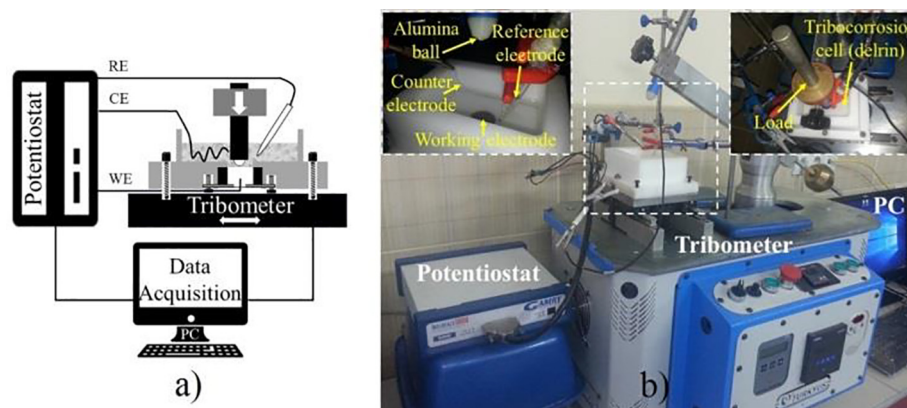 RE
CE
Potentiostat
WE
Tribometer
Data
Acquisition
PC
a)
Alumina
ball
Reference
electrode
Counter
electrode
Working electrode
Tribocorrosio
cell (delrin)
Load
PC
Tribometer
Potentiostat
GAMRY
b)